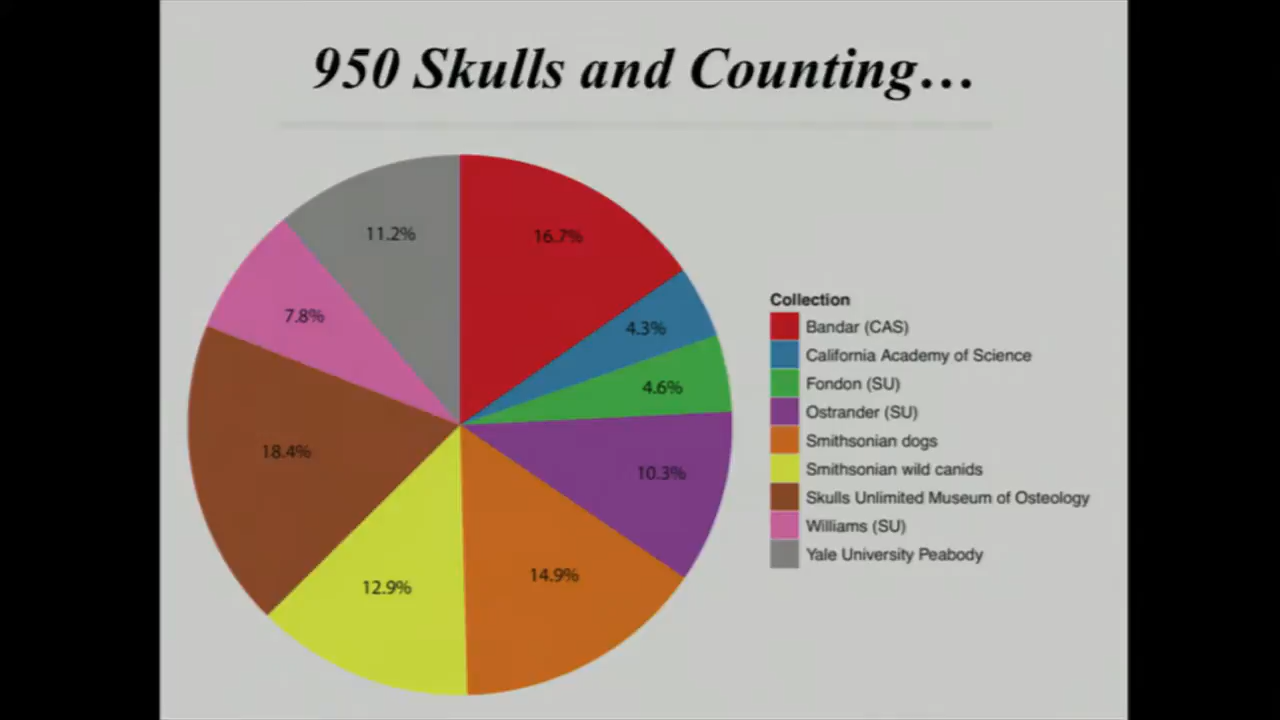 950 Skulls and Counting…
11.2%
16.7%
7.8%
4.3%
4.6%
18.4%
10.3%
12.9%
14.9%
Collection
Bandar (CAS)
California Academy of Science
Fondon (SU)
Ostrander (SU)
Smithsonian dogs
Smithsonian wild canids
Skulls Unlimited Museum of Osteology
Williams (SU)
Yale University Peabody